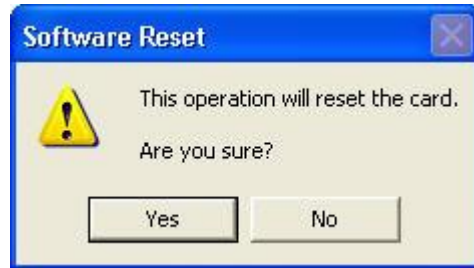 Software Reset
This operation will reset the card.
Are you sure?
Yes
No